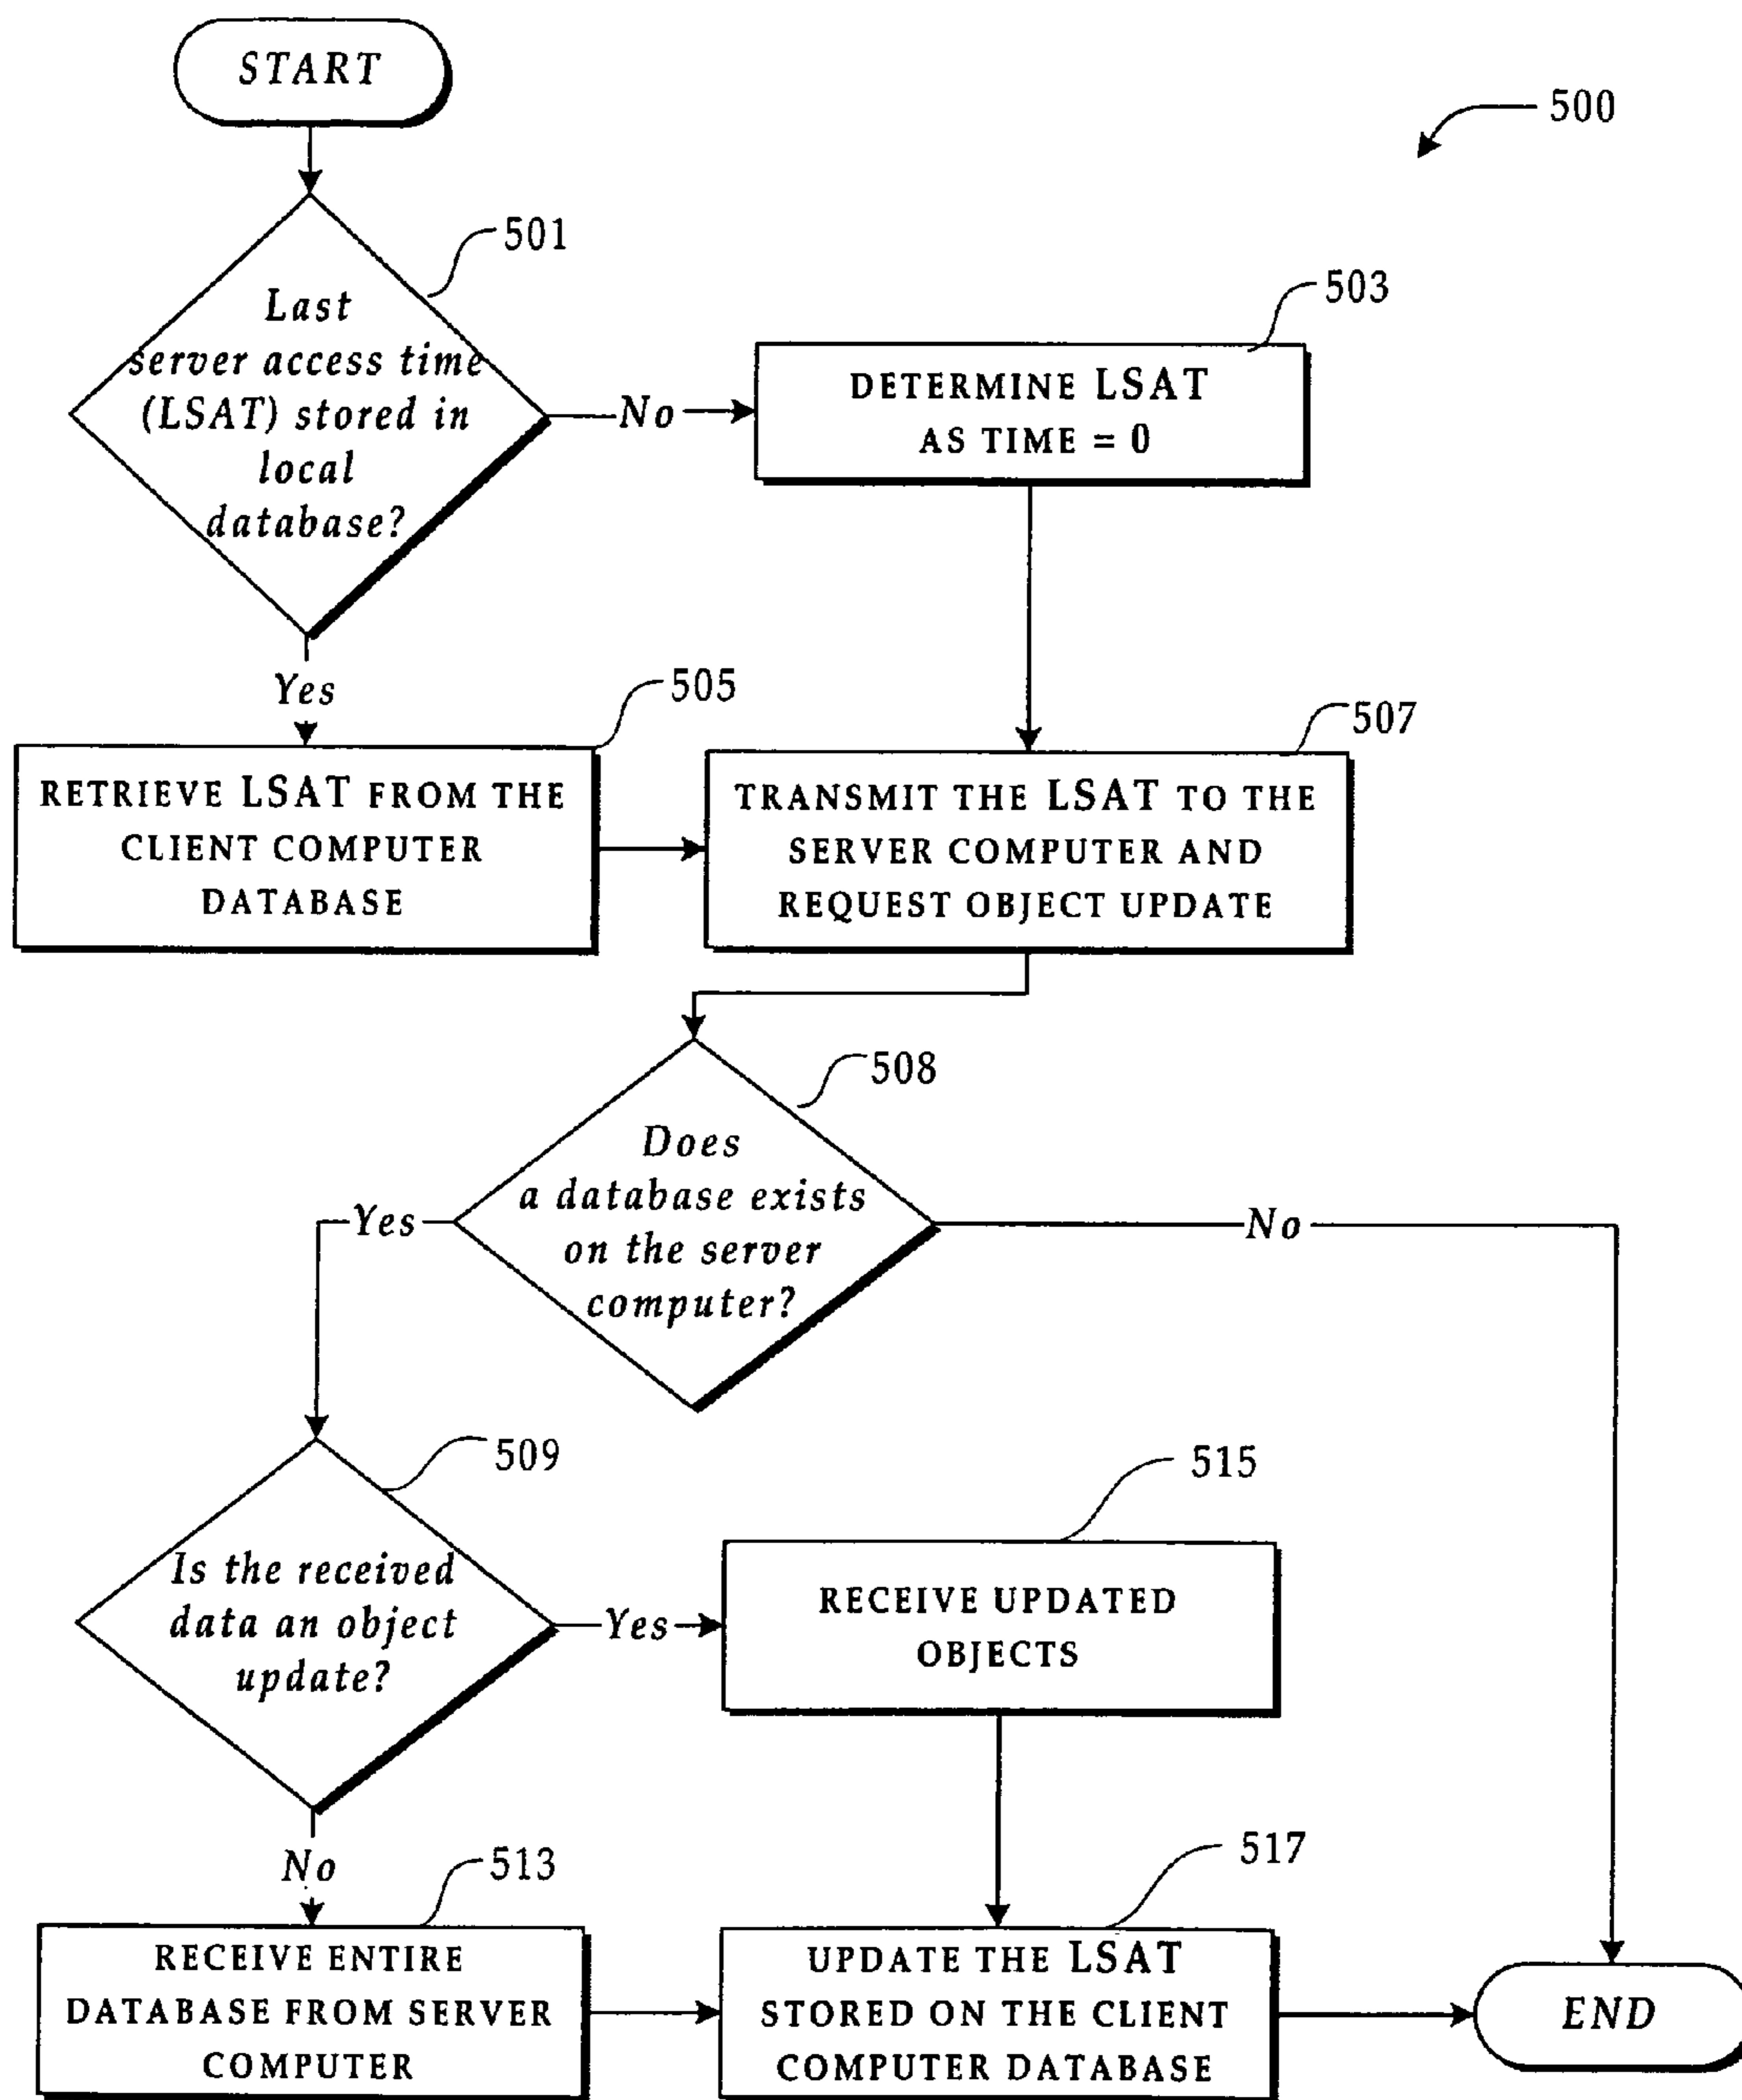 START
500
501
Last
server access time
(LSAT) stored in
local
database?
No
503
DETERMINE LSAT
AS TIME = 0
Yes
505
RETRIEVE LSAT FROM THE
CLIENT COMPUTER
DATABASE
507
TRANSMIT THE LSAT TO THE
SERVER COMPUTER AND
REQUEST OBJECT UPDATE
508
Does
a database exists
on the server
computer?
Yes
No
509
Is the received
data an object
update?
Yes
515
RECEIVE UPDATED
OBJECTS
No
513
RECEIVE ENTIRE
DATABASE FROM SERVER
COMPUTER
517
UPDATE THE LSAT
STORED ON THE CLIENT
COMPUTER DATABASE
END